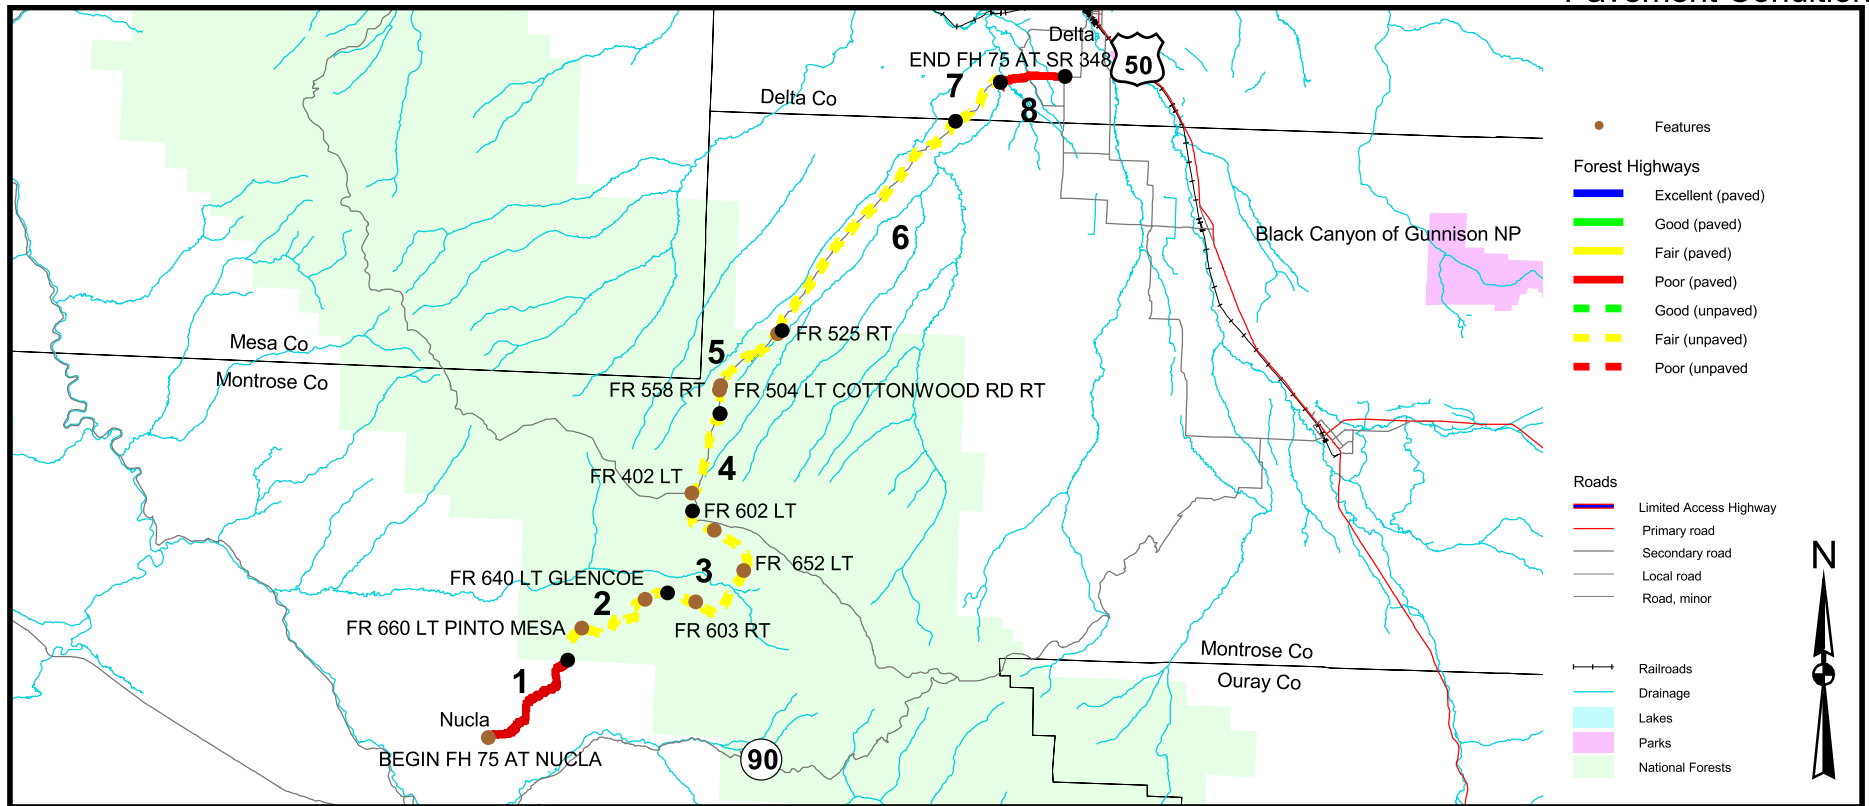 Pavement Condition
Delta
END FH 75 AT SR 348
50
7
8
Delta Co
6
Black Canyon of Gunnison NP
Mesa Co
Montrose Co
FR 525 RT
5
FR 558 RT
FR 504 LT COTTONWOOD RD RT
4
FR 402 LT
FR 602 LT
FR 652 LT
3
FR 640 LT GLENCOE
2
FR 660 LT PINTO MESA
FR 603 RT
1
Nucla
BEGIN FH 75 AT NUCLA
90
Montrose Co
Ouray Co
Features
Forest Highways
Excellent (paved)
Good (paved)
Fair (paved)
Poor (paved)
Good (unpaved)
Fair (unpaved)
Poor (unpaved
Roads
Limited Access Highway
Primary road
Secondary road
Local road
Road, minor
N
Railroads
Drainage
Lakes
Parks
National Forests